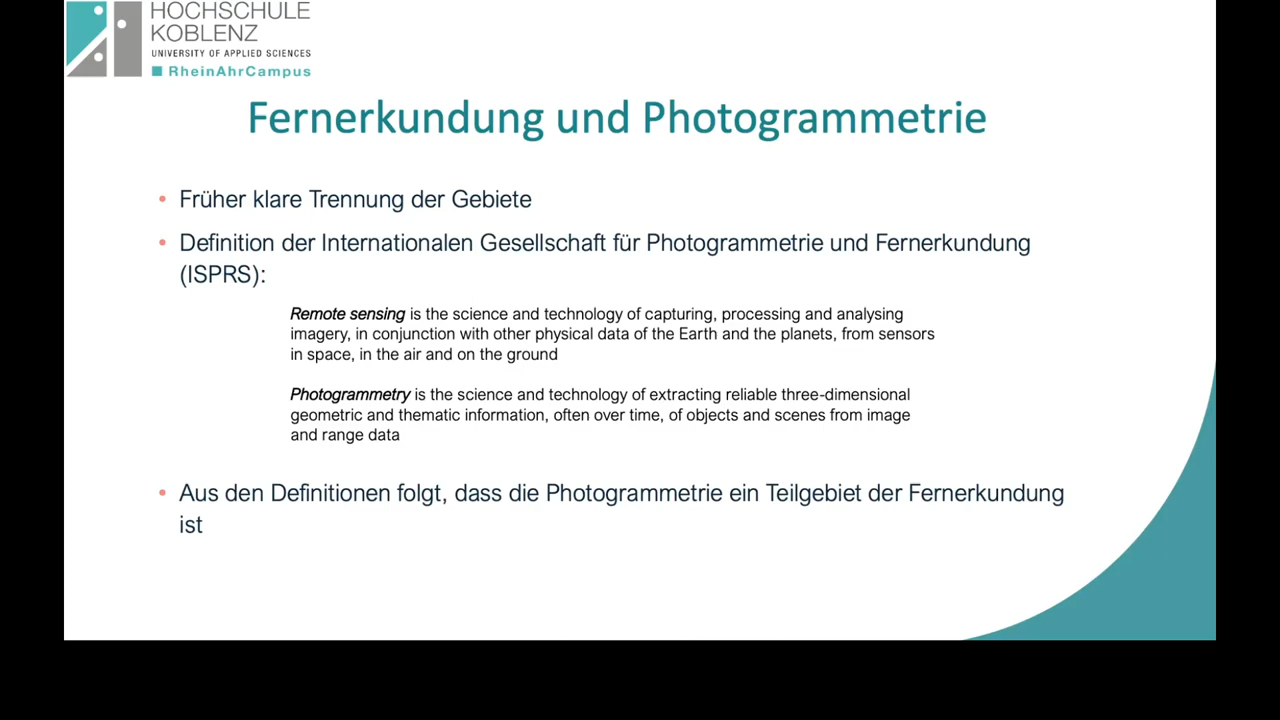 HOCHSCHULE
KOBLENZ
UNIVERSITY OF APPLIED SCIENCES
RheinAhrCampus
Fernerkundung und Photogrammetrie
• Früher klare Trennung der Gebiete
• Definition der Internationalen Gesellschaft für Photogrammetrie und Fernerkundung
(ISPRS):
Remote sensing is the science and technology of capturing, processing and analysing
imagery, in conjunction with other physical data of the Earth and the planets, from sensors
in space, in the air and on the ground
Photogrammetry is the science and technology of extracting reliable three-dimensional
geometric and thematic information, often over time, of objects and scenes from image
and range data
• Aus den Definitionen folgt, dass die Photogrammetrie ein Teilgebiet der Fernerkundung
ist